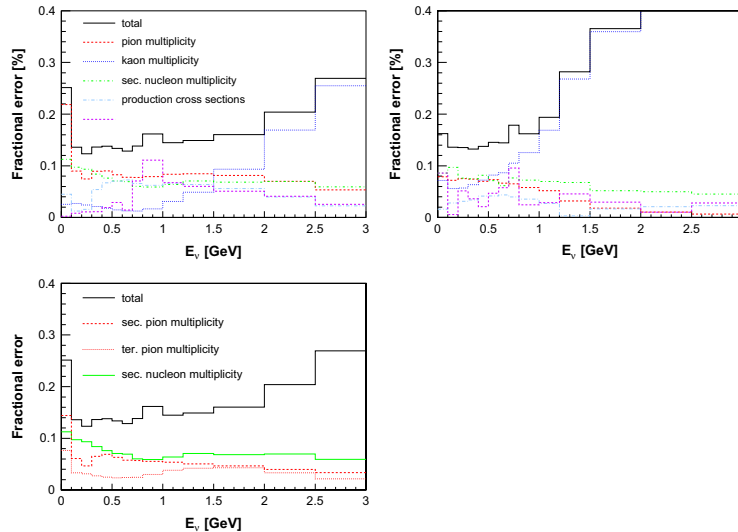 Fractional error [%]
0.4
0.3
0.2
0.1
0
total
pion multiplicity
kaon multiplicity
sec. nucleon multiplicity
production cross sections
0 0.5 1 1.5 2 2.5 3
Eν [GeV]
Fractional error [%]
0.4
0.3
0.2
0.1
0
0 0.5 1 1.5 2 2.5
Eν [GeV]
Fractional error
0.4
0.3
0.2
0.1
0
total
sec. pion multiplicity
ter. pion multiplicity
sec. nucleon multiplicity
0 0.5 1 1.5 2 2.5 3
Eν [GeV]